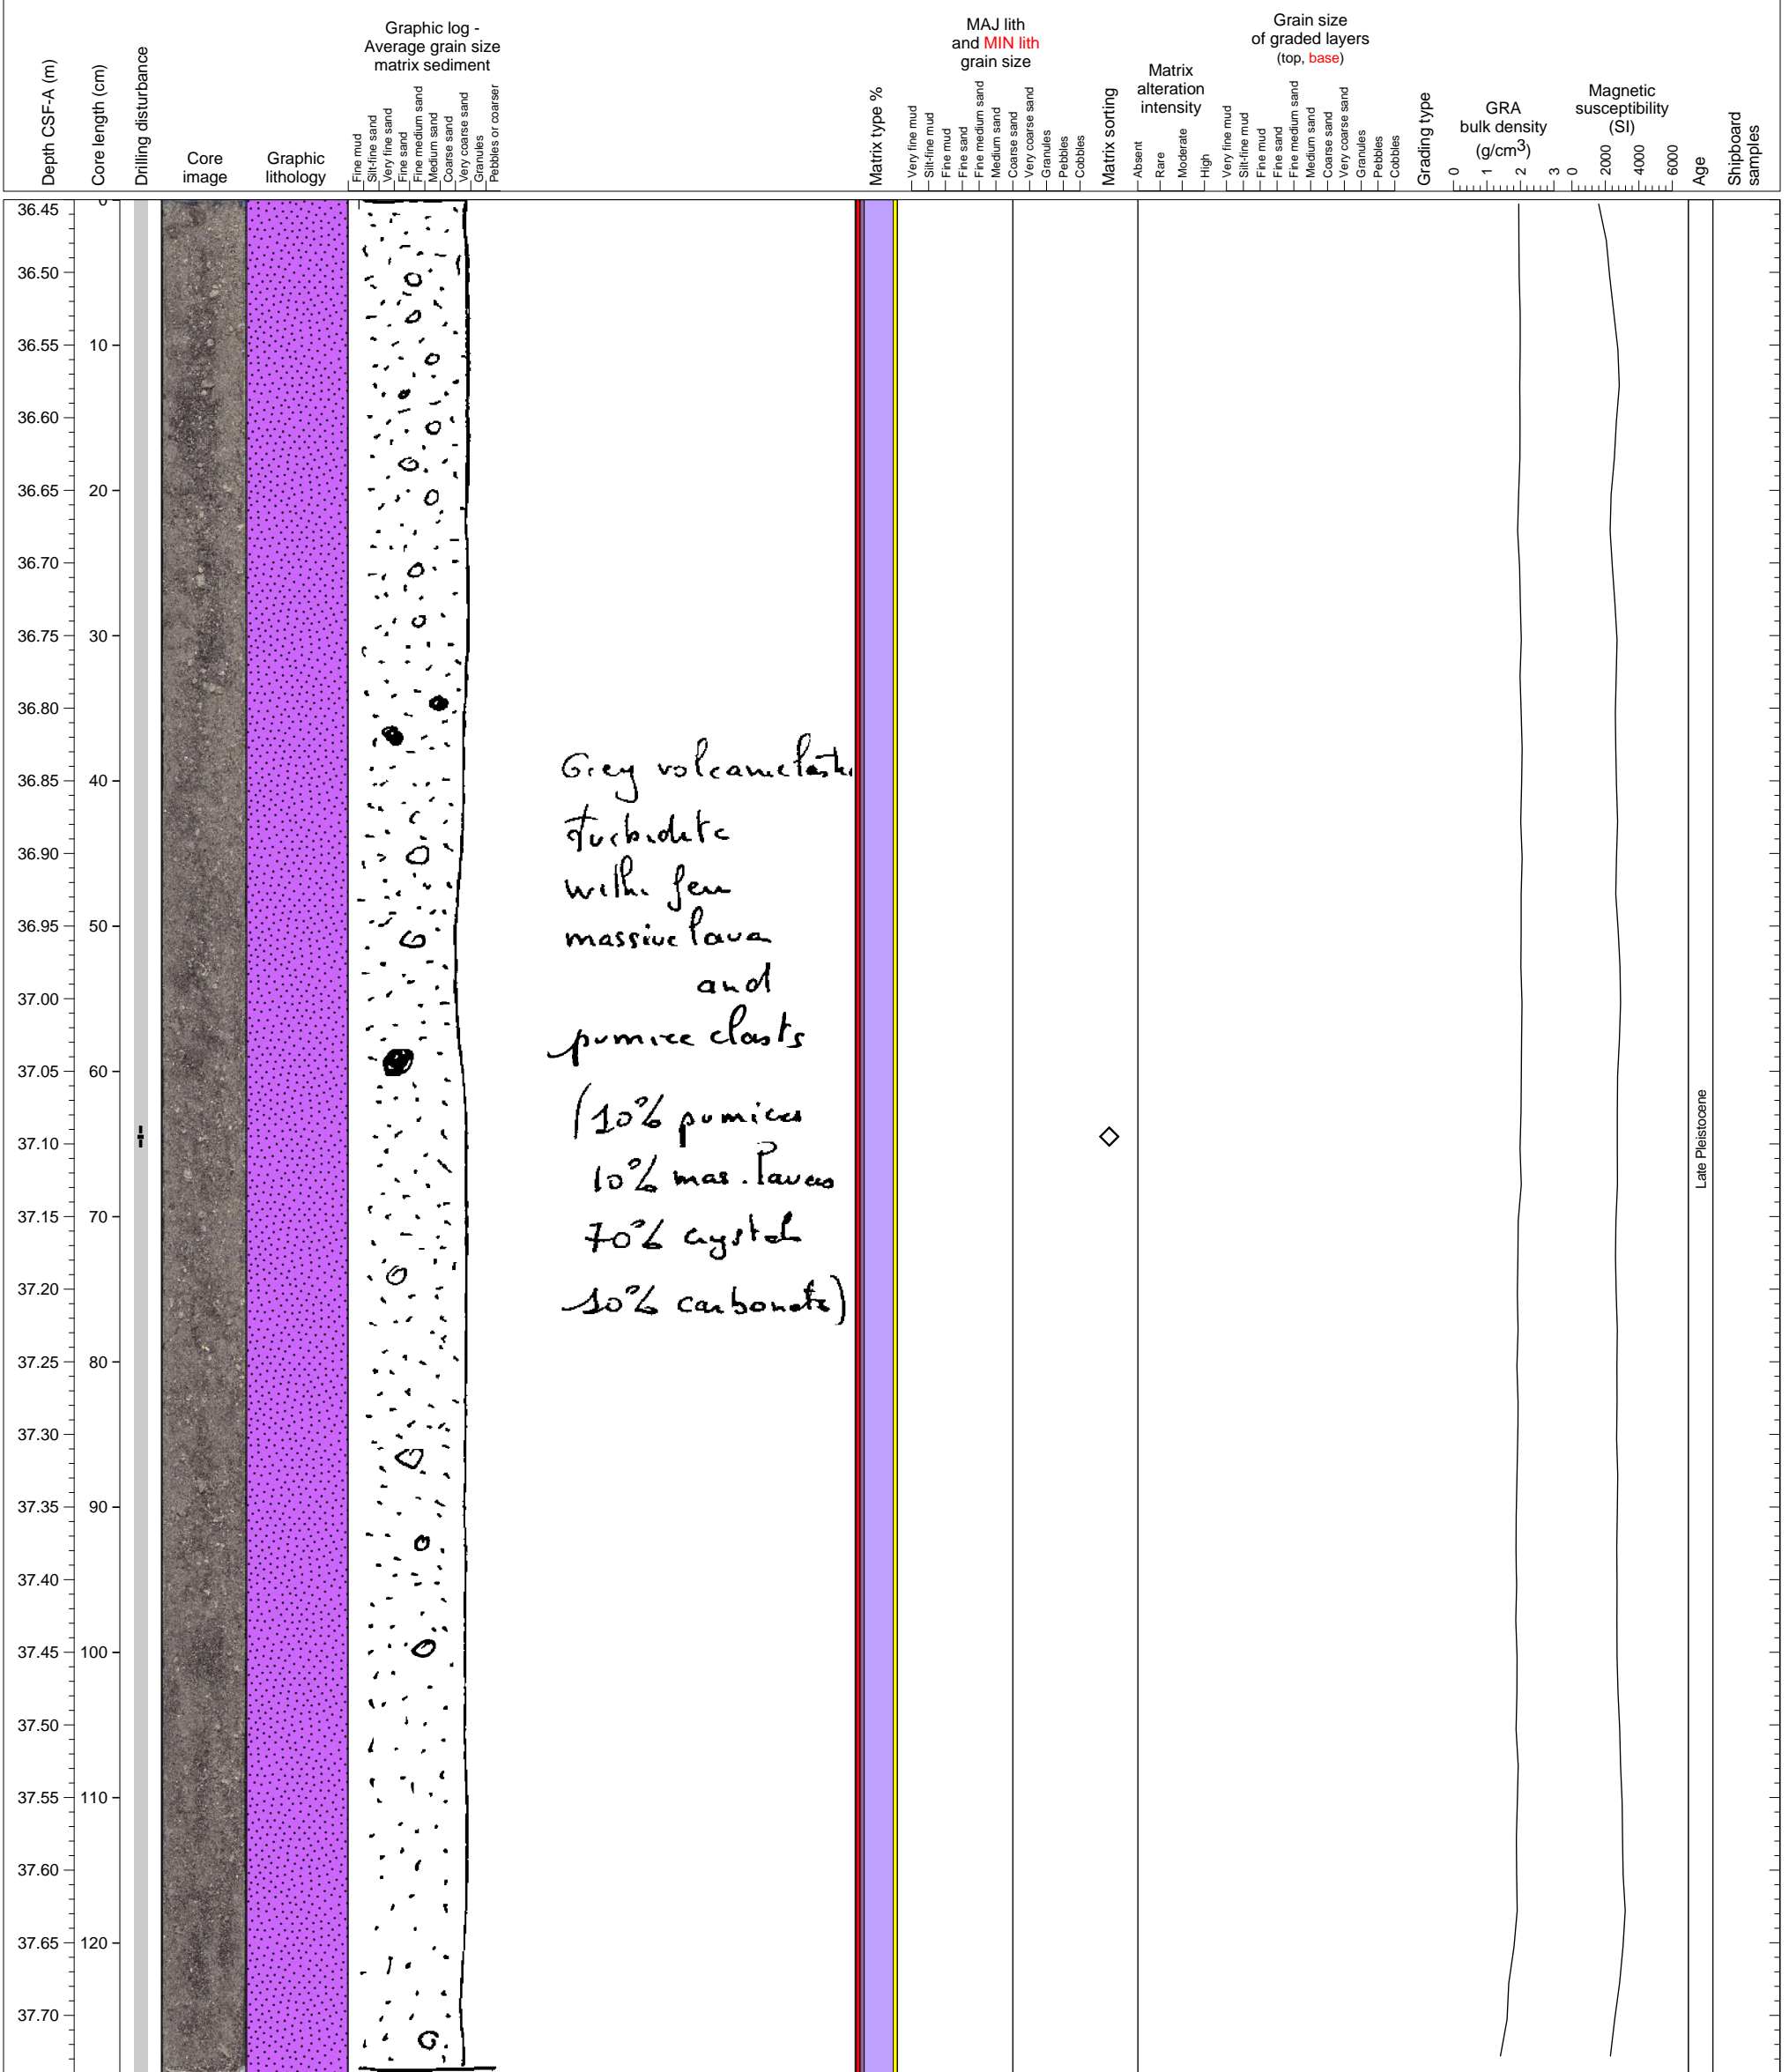 Graphic log -
Average grain size
matrix sediment
MAJ lith
and MIN lith
grain size
Grain size
of graded layers
(top, base)
Matrix
alteration
intensity
GRA
bulk density
(g/cm3)
Magnetic
susceptibility
(SI)
Depth CSF-A (m)
Core length (cm)
Drilling disturbance
Core
image
Graphic
lithology
Fine mud
Silt-fine sand
Very fine sand
Fine sand
Fine medium sand
Medium sand
Coarse sand
Very coarse sand
Granules
Pebbles or coarser
Matrix type %
Very fine mud
Silt-fine mud
Fine mud
Fine sand
Fine medium sand
Medium sand
Coarse sand
Very coarse sand
Granules
Pebbles
Cobbles
Matrix sorting
Absent
Rare
Moderate
High
Very fine mud
Silt-fine mud
Fine mud
Fine sand
Fine medium sand
Medium sand
Coarse sand
Very coarse sand
Granules
Pebbles
Cobbles
Grading type
0 1 2 3
0 2000 4000 6000
Age
Shipboard
samples
36.45 0
36.50
36.55 10
36.60
36.65 20
36.70
36.75 30
36.80
36.85 40
36.90
36.95 50
37.00
37.05 60
37.10
37.15 70
37.20
37.25 80
37.30
37.35 90
37.40
37.45 100
37.50
37.55 110
37.60
37.65 120
37.70
Grey volcaniclastic
turbidite
with few
massive lava
and
pumice clasts
(10% pumices
10% mas. lavas
70% crystal
10% carbonate)
Late Pleistocene